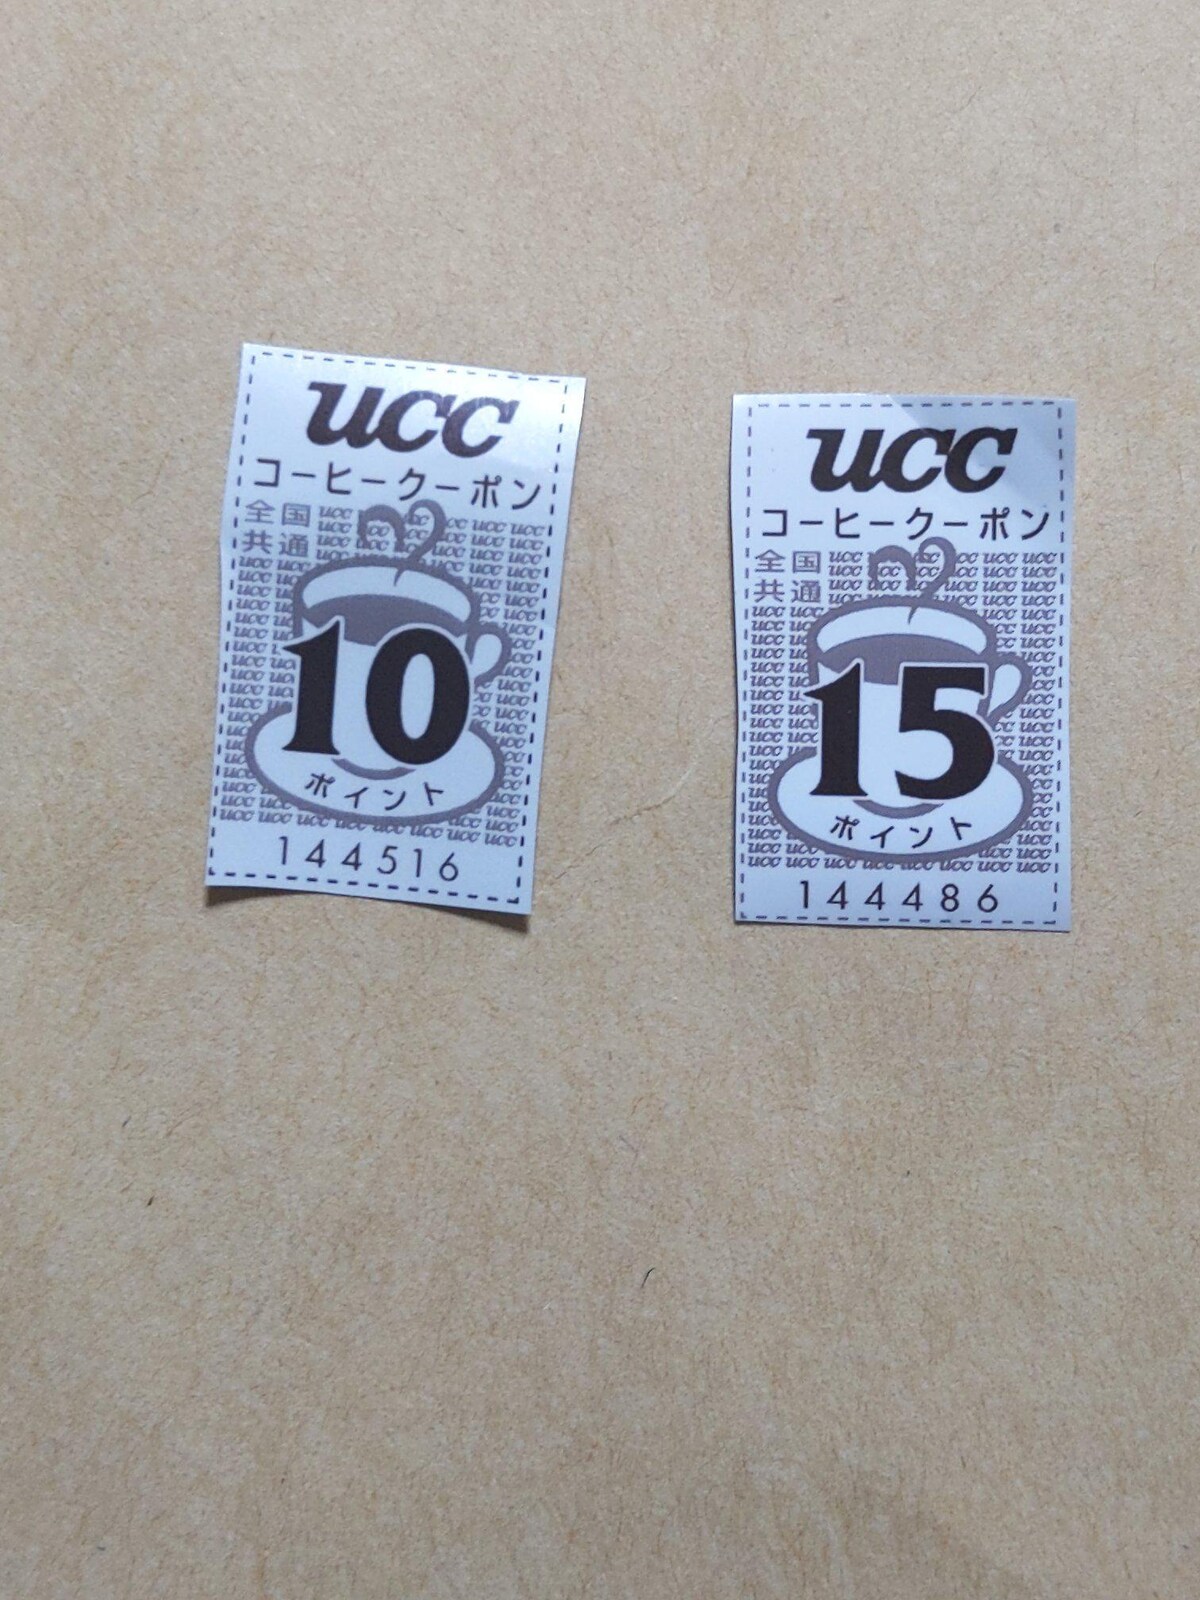 ucc
コーヒークーポン
全国
共通
10
ポイント
144516
ucc
コーヒークーポン
全国
共通
15
ポイント
144486